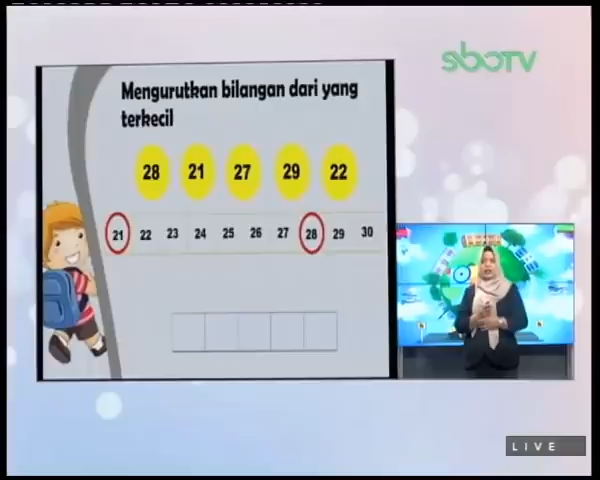 sboTV
Mengurutkan bilangan dari yang
terkecil
28 21 27 29 22
21 22 23 24 25 26 27 28 29 30
LIVE